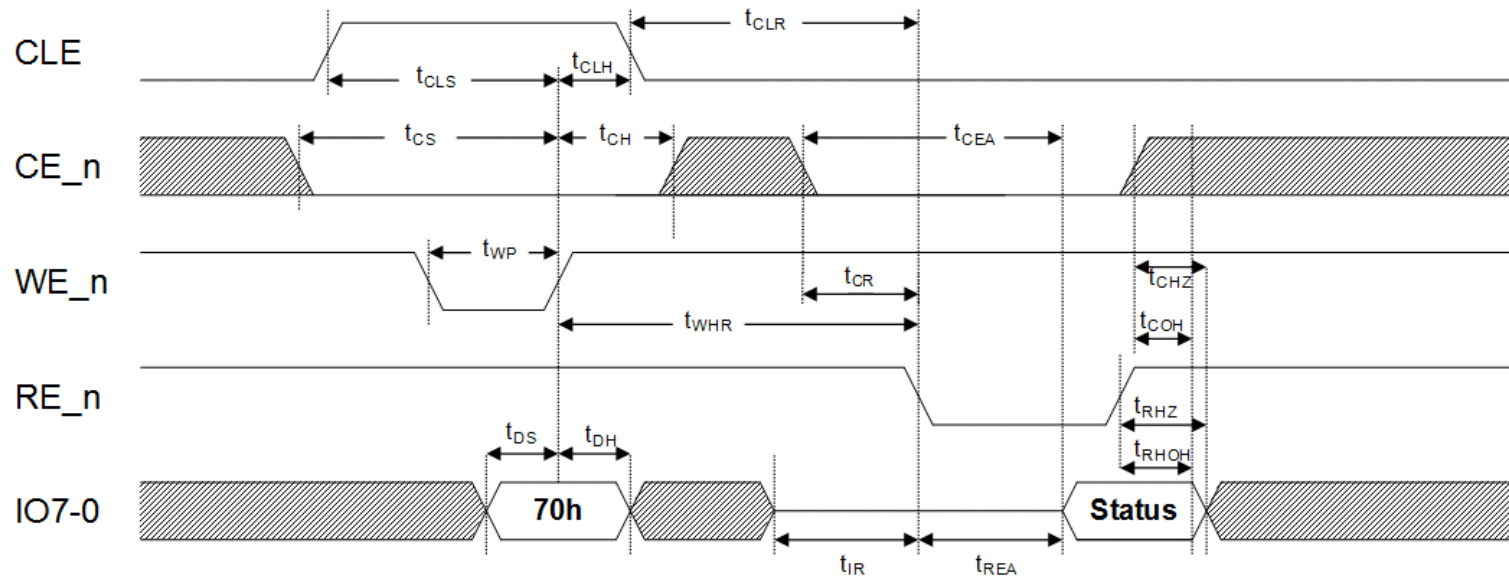 CLE
tCLR
tCLS
tCLH
CE_n
tCS
tCH
tCEA
WE_n
tWP
tCR
tCHZ
tWHR
tCOH
RE_n
tRHZ
tDS
tDH
tRHOH
IO7-0
70h
Status
tIR
tREA